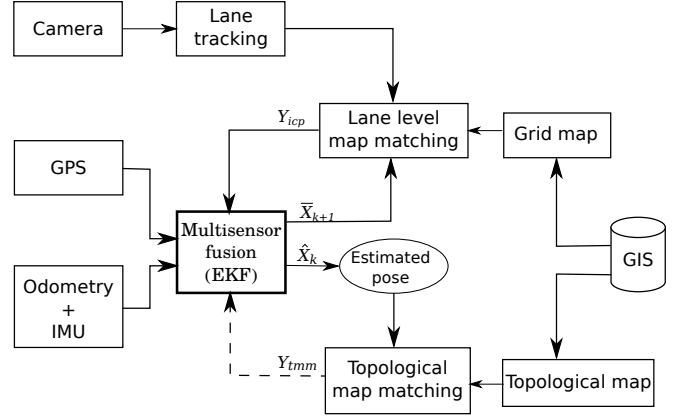 Camera
Lane
tracking
Y_icp
Lane level
map matching
Grid map
GPS
Multisensor
fusion
(EKF)
X̅_{k+1}
X̂_k
Estimated
pose
GIS
Odometry
+
IMU
Y_tmm
Topological
map matching
Topological map